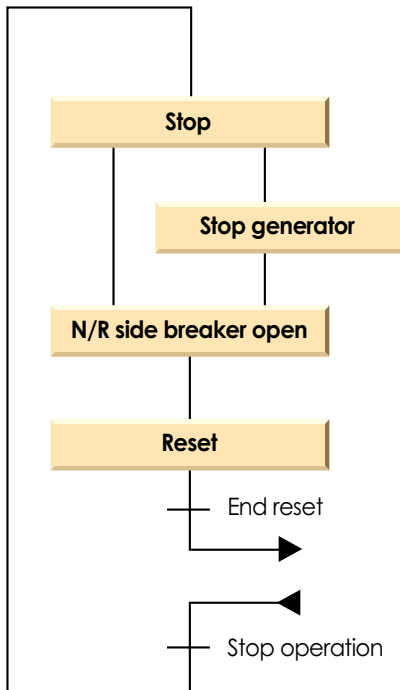 Stop
Stop generator
N/R side breaker open
Reset
End reset
Stop operation